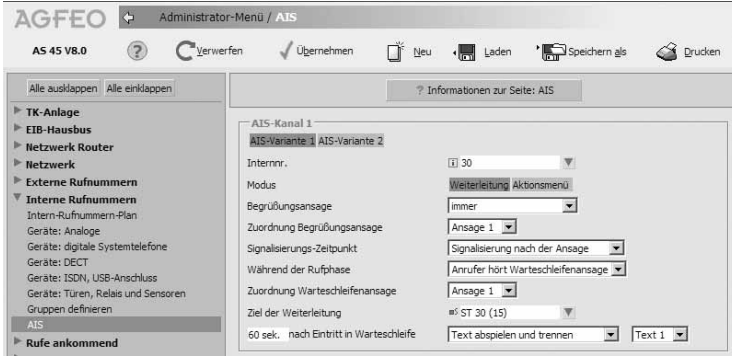 AGFEO Administrator-Menü / AIS
AS 45 V8.0 ? Verwerfen Übernehmen Neu Laden Speichern als Drucken
Alle ausklappen Alle einklappen
TK-Anlage
EIB-Hausbus
Netzwerk Router
Netzwerk
Externe Rufnummern
Interne Rufnummern
Intern-Rufnummern-Plan
Geräte: Analoge
Geräte: digitale Systemtelefone
Geräte: DECT
Geräte: ISDN, USB-Anschluss
Geräte: Türen, Relais und Sensoren
Gruppen definieren
AIS
Rufe ankommend
? Informationen zur Seite: AIS
AIS-Kanal 1
AIS-Variante 1 AIS-Variante 2
Internnr. i 30
Modus Weiterleitung Aktionsmenü
Begrüßungsansage immer
Zuordnung Begrüßungsansage Ansage 1
Signalisierungs-Zeitpunkt Signalisierung nach der Ansage
Während der Rufphase Anrufer hört Warteschleifenansage
Zuordnung Warteschleifenansage Ansage 1
Ziel der Weiterleitung ST 30 (15)
60 sek. nach Eintritt in Warteschleife Text abspielen und trennen Text 1